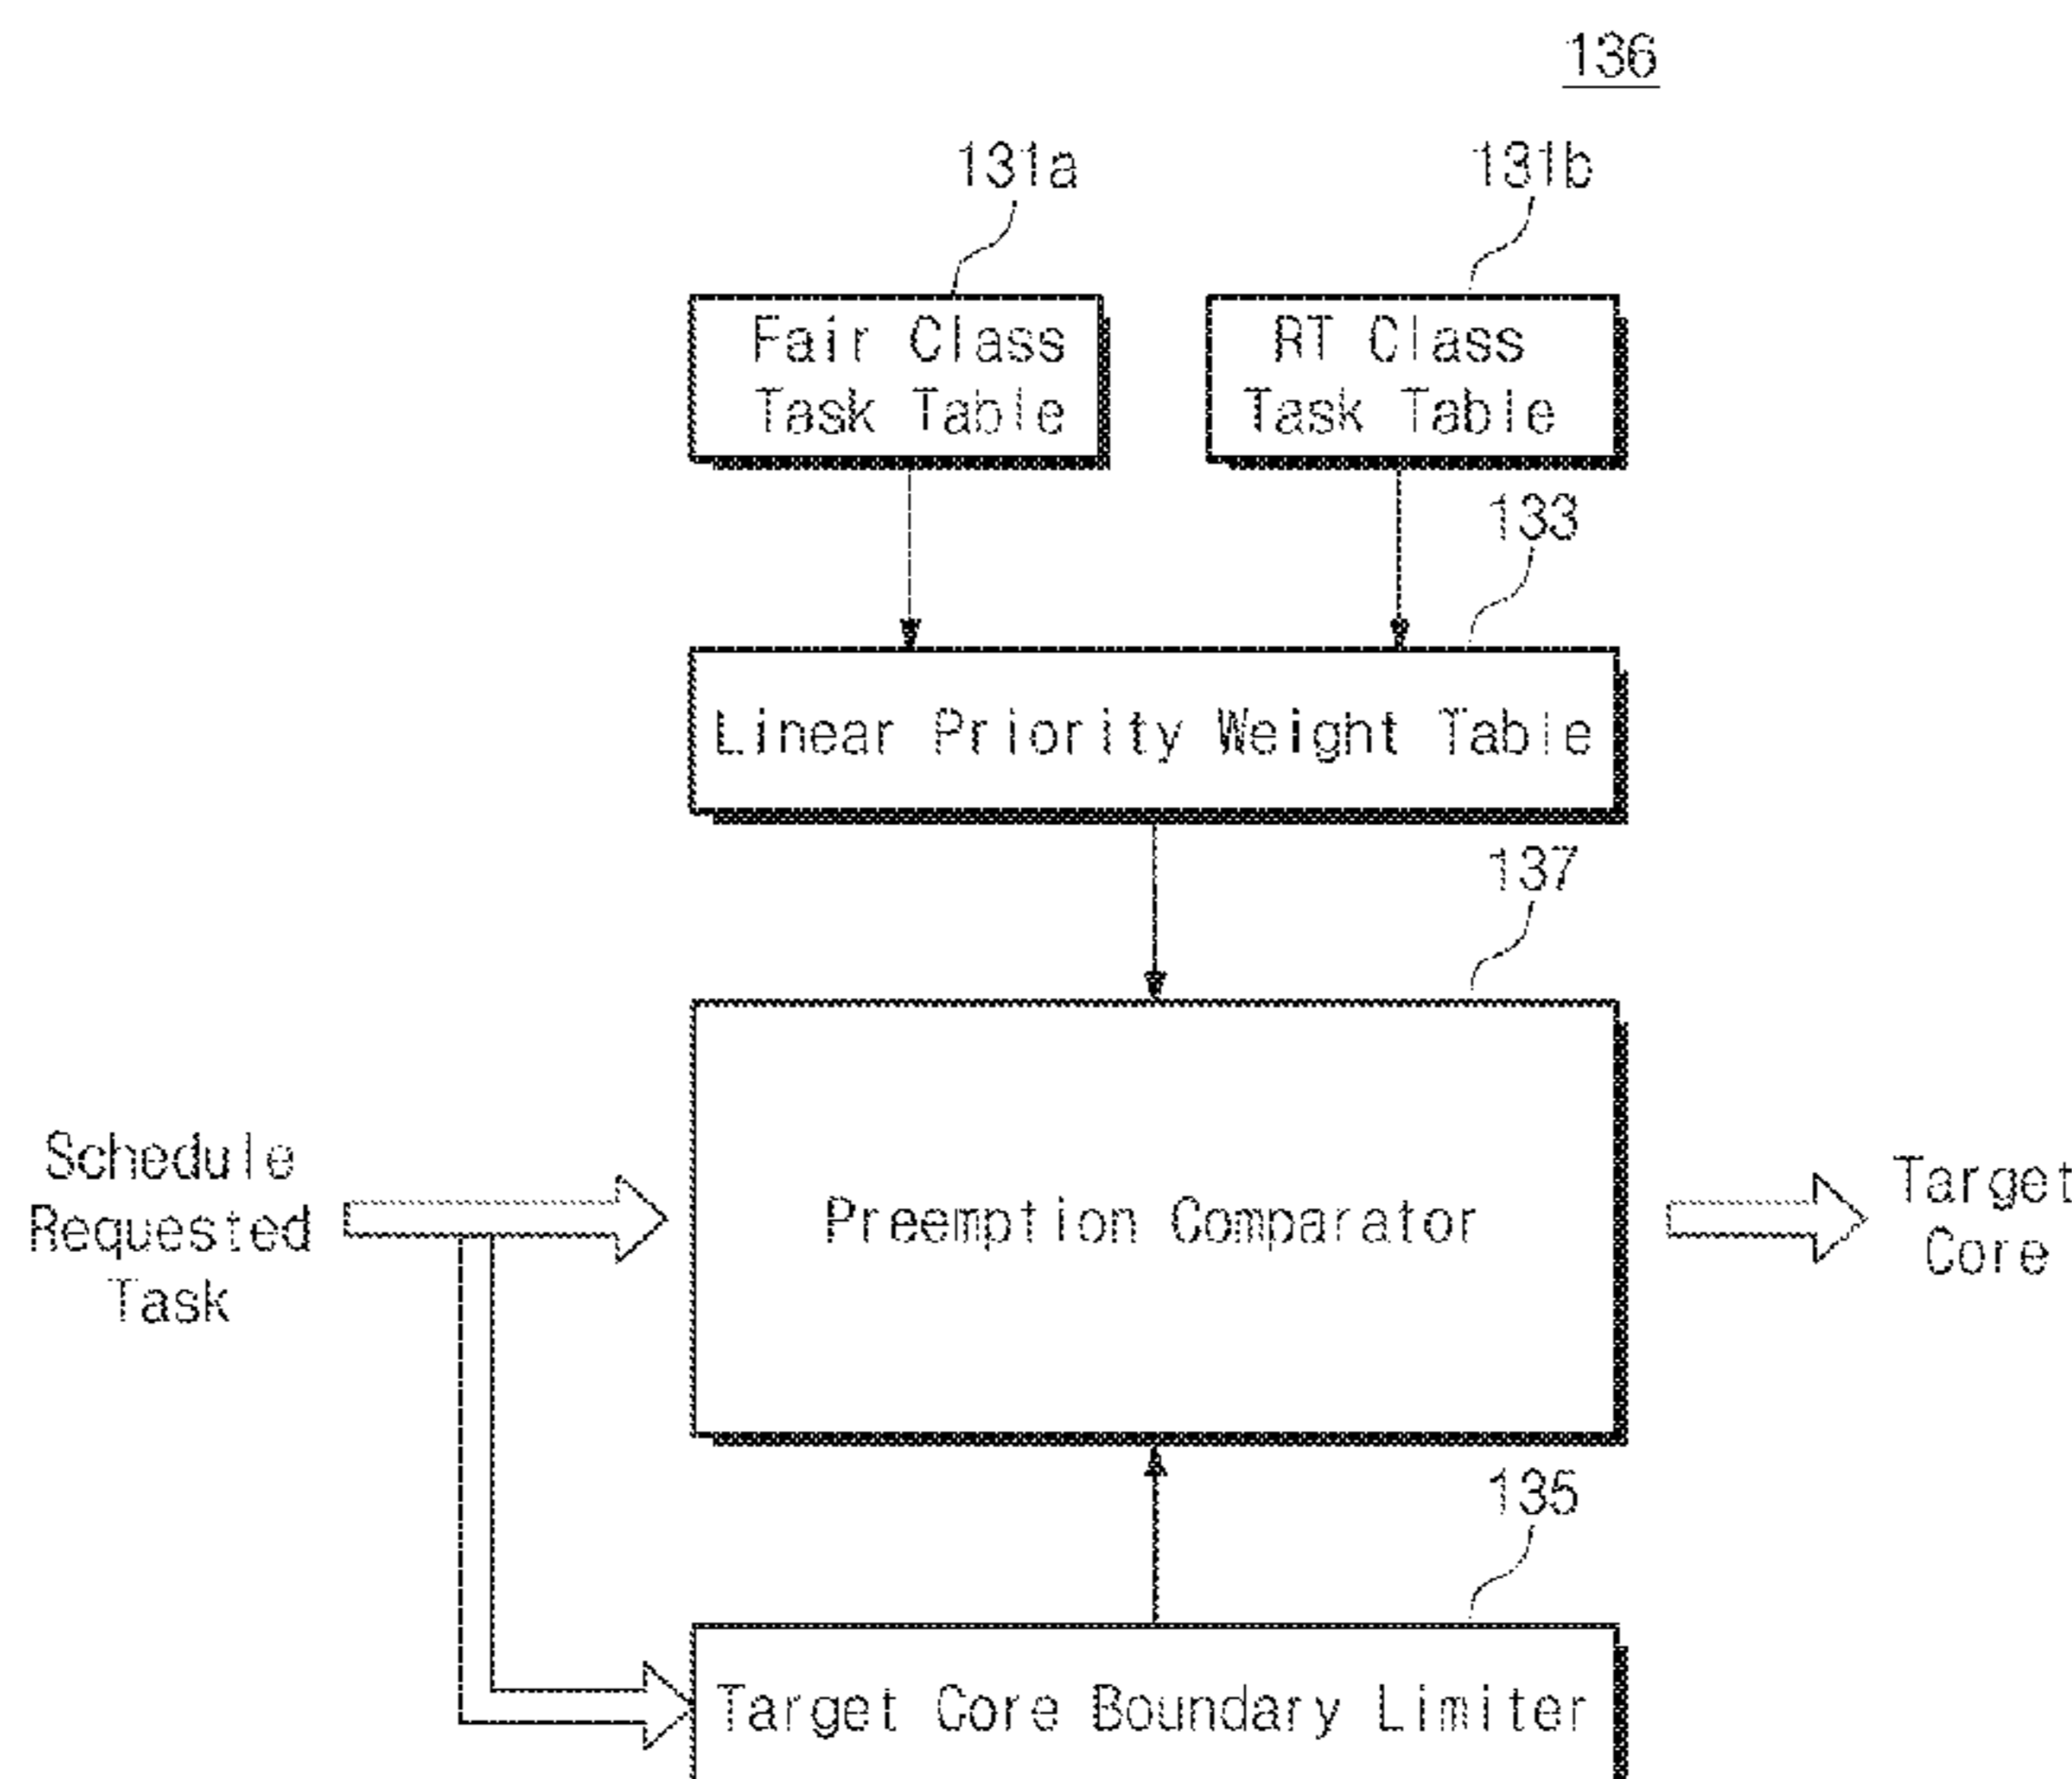 136
131a
131b
Fair Class
Task Table
RT Class
Task Table
133
Linear Priority Weight Table
137
Schedule
Requested
Task
Preemption Comparator
Target
Core
135
Target Core Boundary Limiter